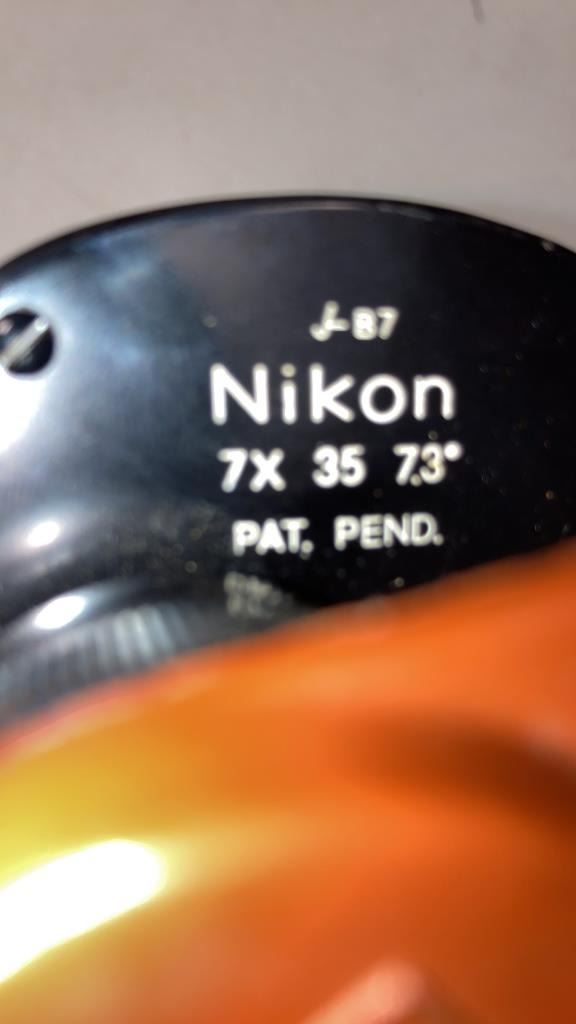 J-B7
Nikon
7X 35 7.3°
PAT. PEND.